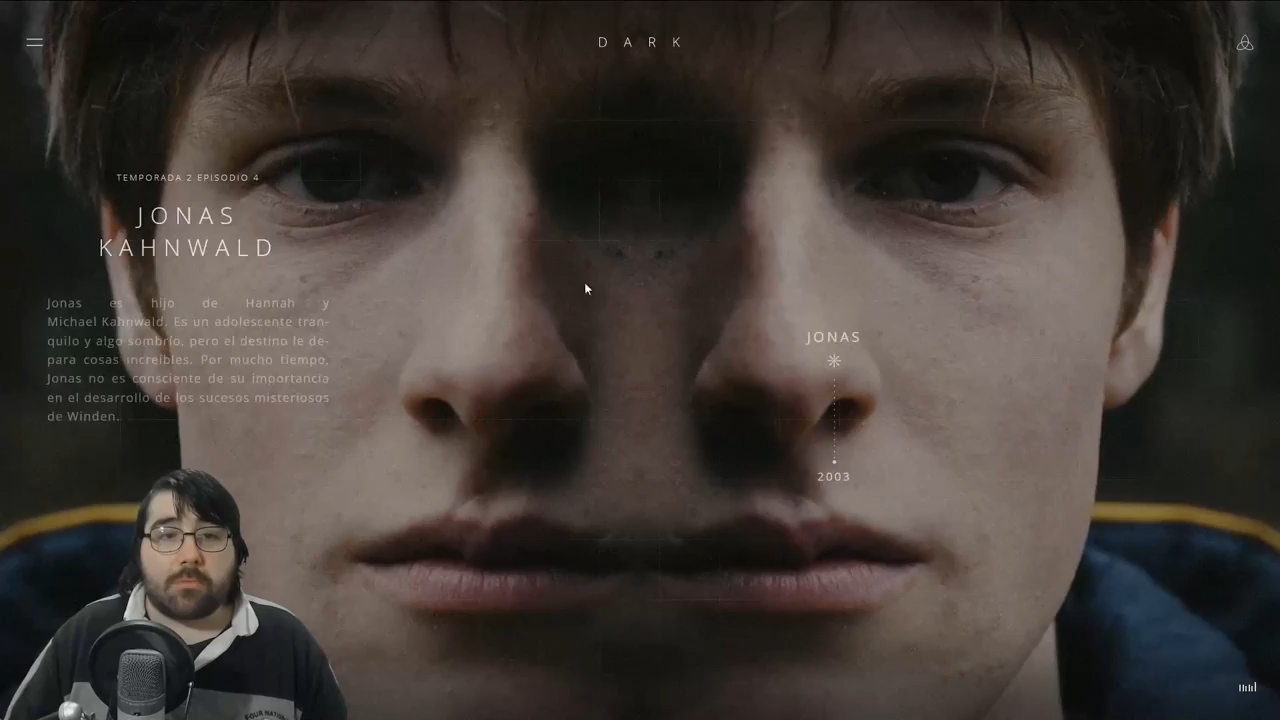 DARK
TEMPORADA 2 EPISODIO 4
JONAS
KAHNWALD
Jonas es hijo de Hannah y
Michael Kahnwald. Es un adolescente tran-
quilo y algo sombrío, pero el destino le de-
para cosas increíbles. Por mucho tiempo,
Jonas no es consciente de su importancia
en el desarrollo de los sucesos misteriosos
de Winden.
JONAS
2003